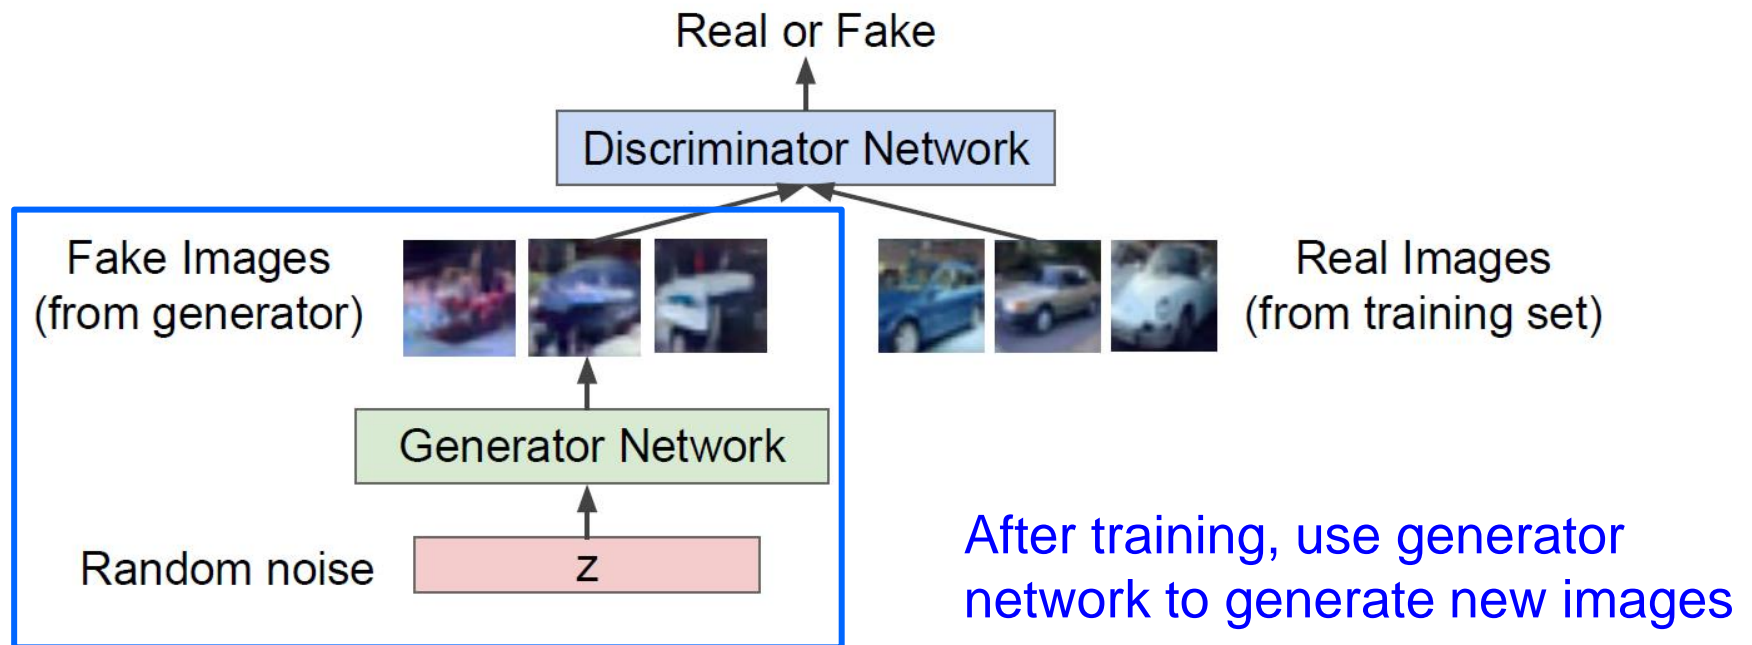 Real or Fake
Discriminator Network
Fake Images
(from generator)
Real Images
(from training set)
Generator Network
Random noise
z
After training, use generator
network to generate new images